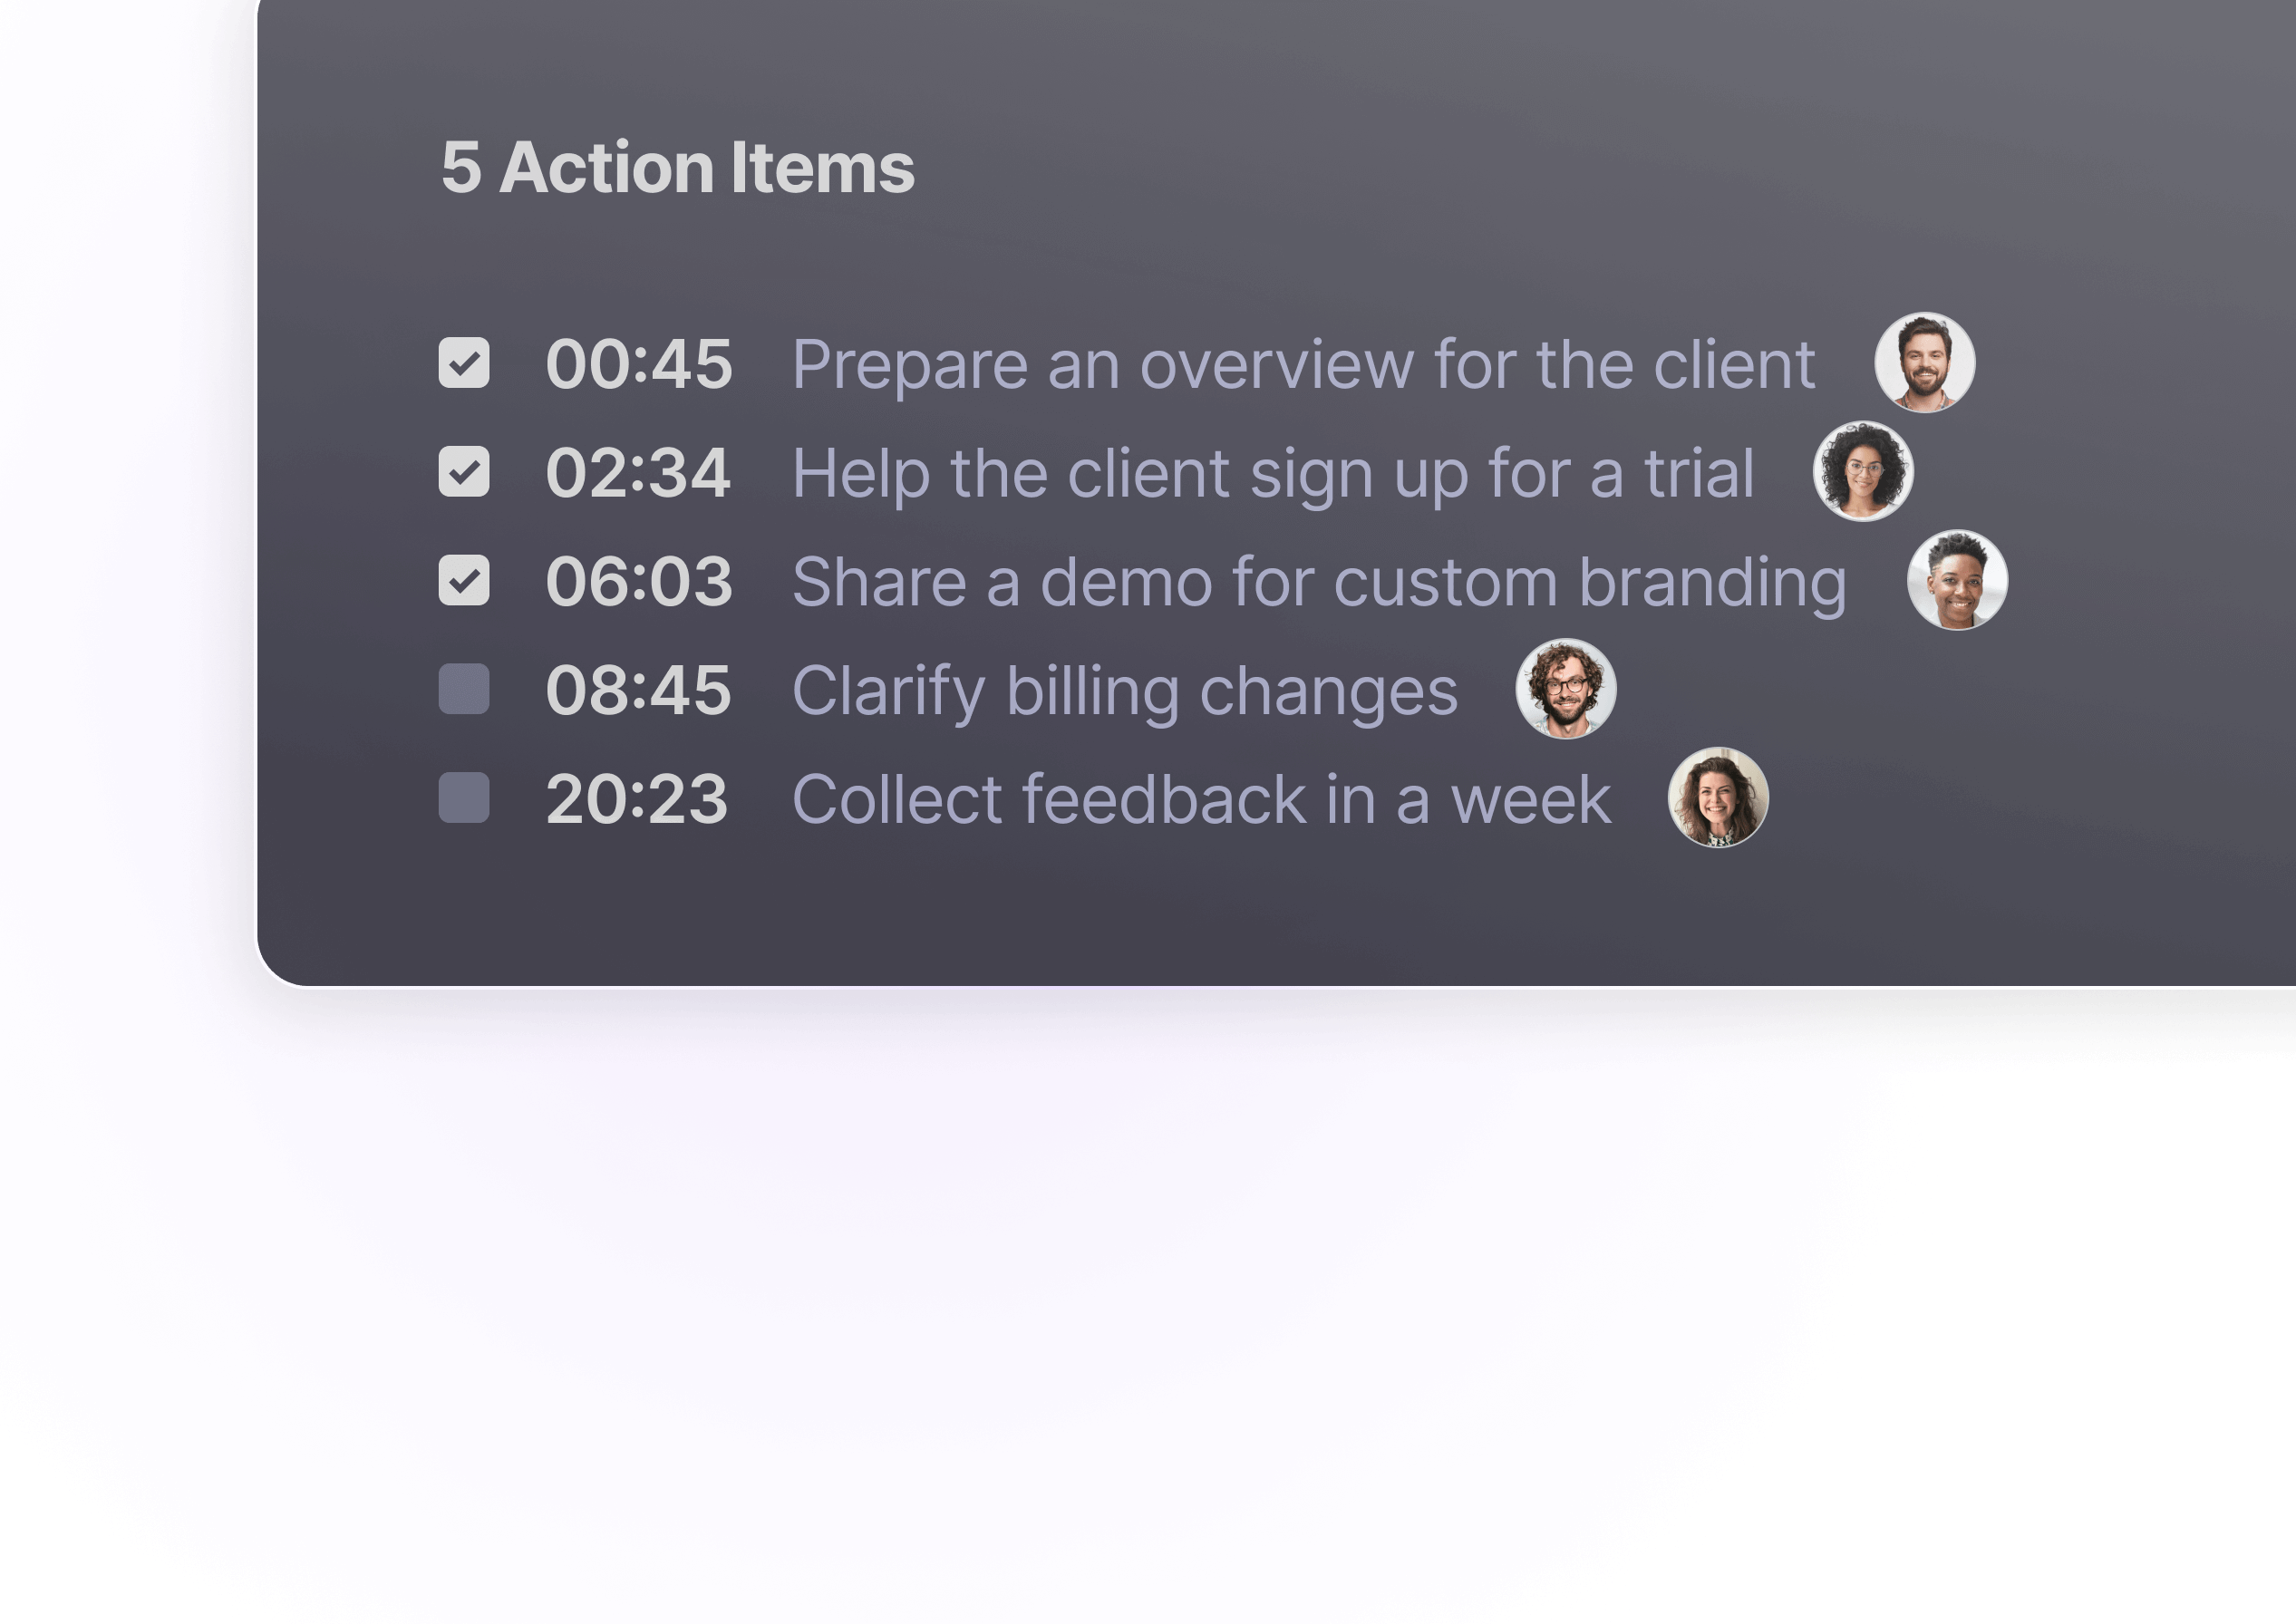 5 Action Items
00:45 Prepare an overview for the client
02:34 Help the client sign up for a trial
06:03 Share a demo for custom branding
08:45 Clarify billing changes
20:23 Collect feedback in a week